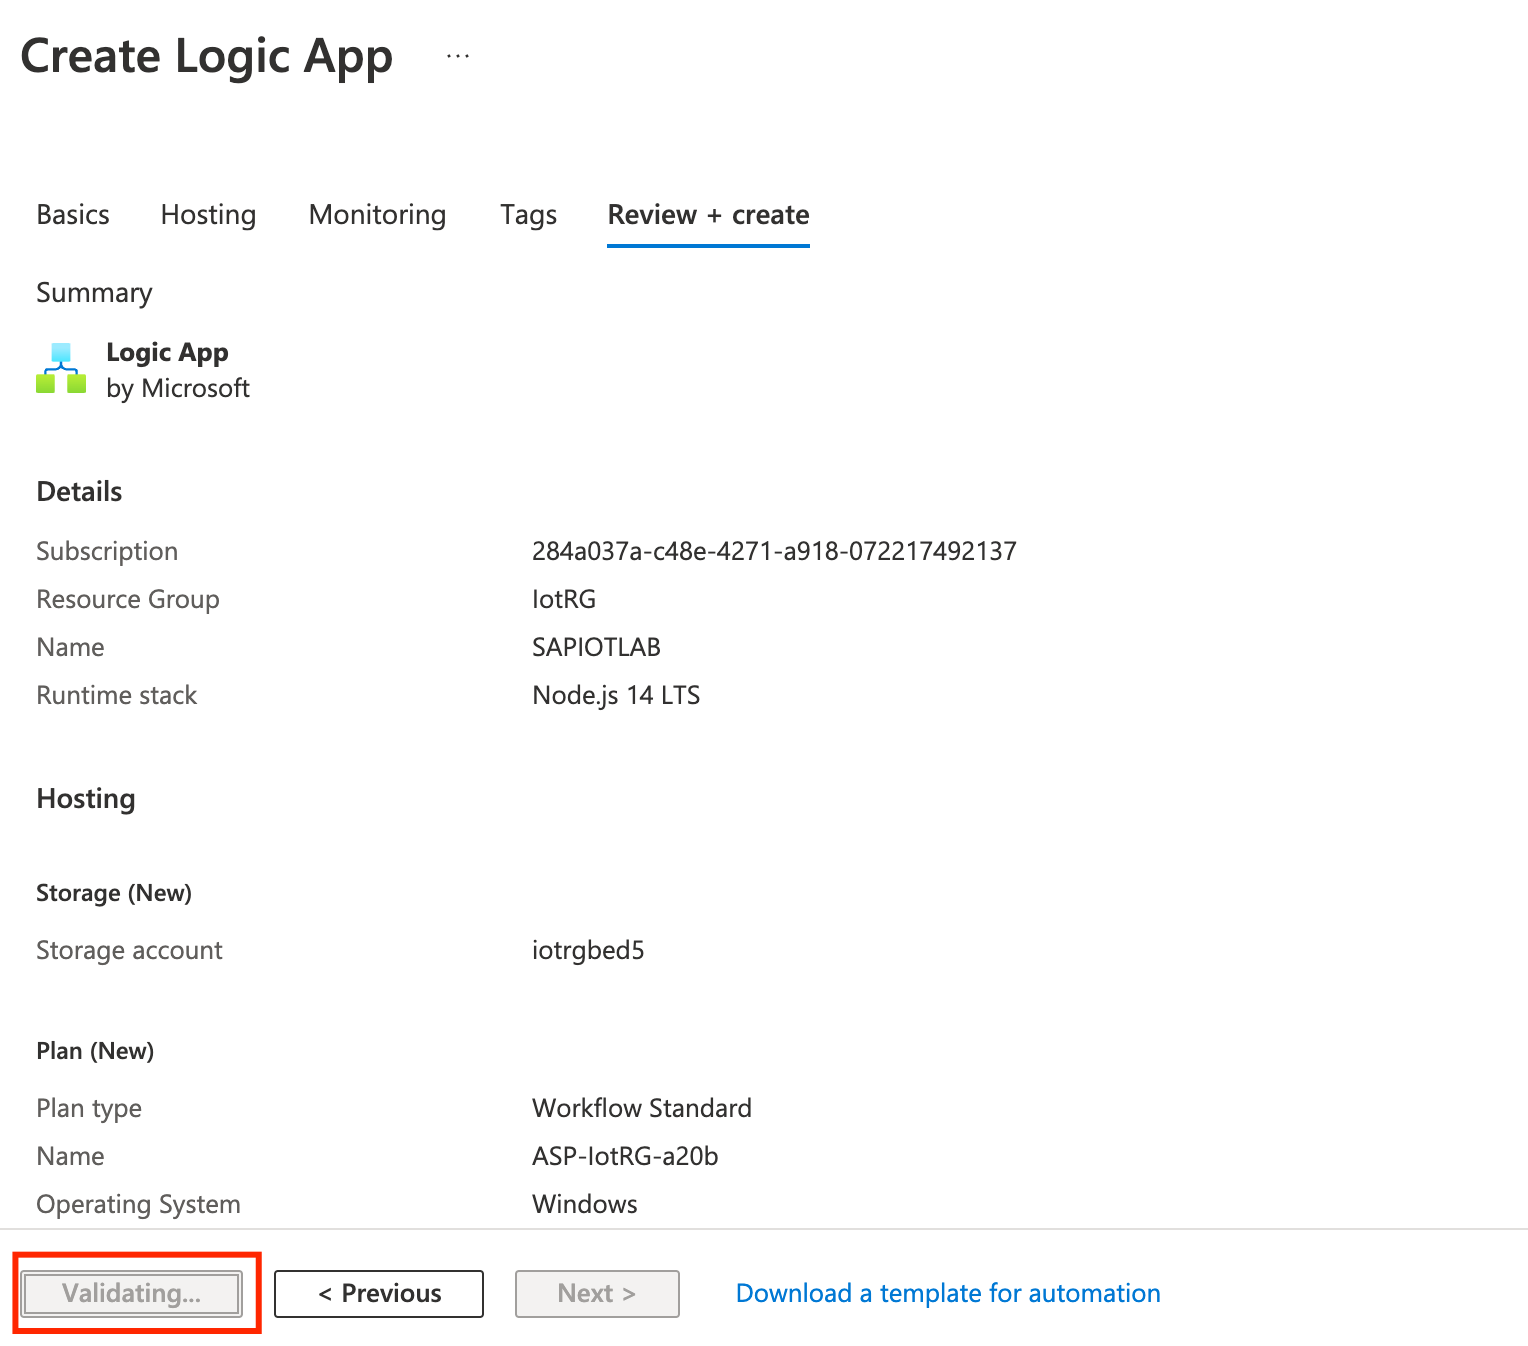 Create Logic App ...
Basics Hosting Monitoring Tags Review + create
Summary
Logic App
by Microsoft
Details
Subscription 284a037a-c48e-4271-a918-072217492137
Resource Group IotRG
Name SAPIOTLAB
Runtime stack Node.js 14 LTS
Hosting
Storage (New)
Storage account iotrgbed5
Plan (New)
Plan type Workflow Standard
Name ASP-IotRG-a20b
Operating System Windows
Validating... < Previous Next > Download a template for automation